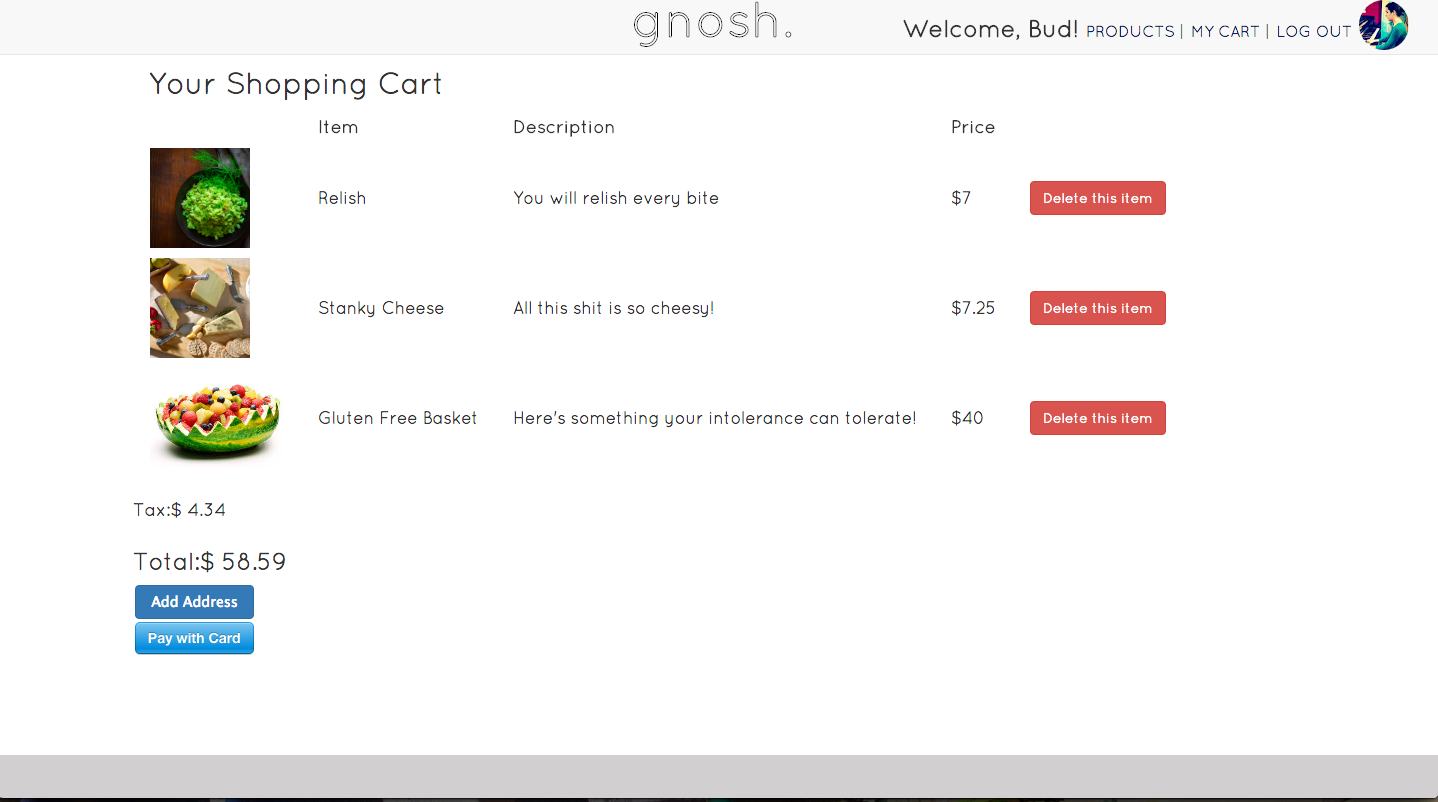 gnosh.
Welcome, Bud! PRODUCTS | MY CART | LOG OUT
Your Shopping Cart
Item Description Price
Relish You will relish every bite $7 Delete this item
Stanky Cheese All this shit is so cheesy! $7.25 Delete this item
Gluten Free Basket Here's something your intolerance can tolerate! $40 Delete this item
Tax:$ 4.34
Total:$ 58.59
Add Address
Pay with Card